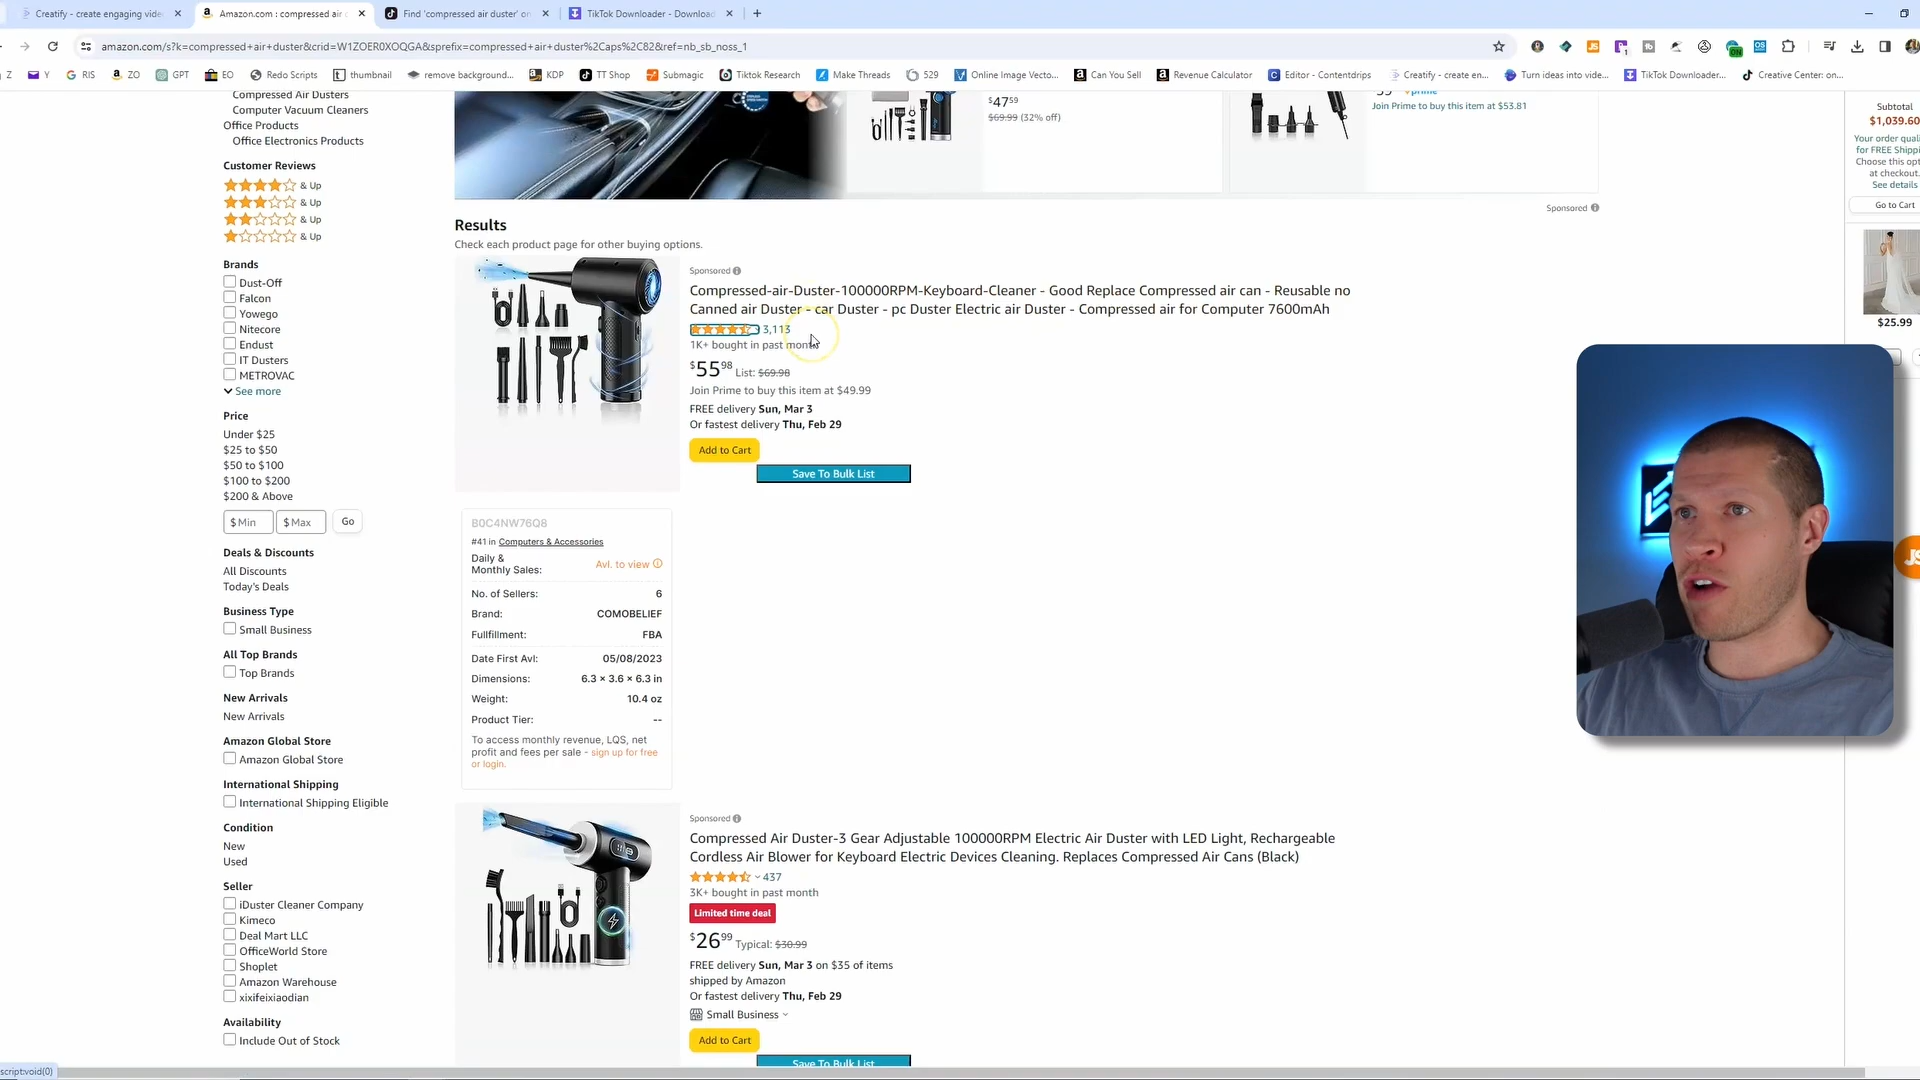 Creatify - create engaging vide
Amazon.com : compressed air d
Find 'compressed air duster' on
TikTok Downloader - Download
amazon.com/s?k=compressed+air+duster&crid=W1ZOER0XOQGA&sprefix=compressed+air+duster%2Caps%2C82&ref=nb_sb_noss_1
Z
Y
RIS
ZO
GPT
EO
Redo Scripts
thumbnail
remove background...
KDP
TT Shop
Submagic
Tiktok Research
Make Threads
529
Online Image Vecto...
Can You Sell
Revenue Calculator
Editor - Contentdrips
Creatify - create en...
Turn ideas into vide...
TikTok Downloader...
Creative Center: on...
Compressed Air Dusters
Computer Vacuum Cleaners
Office Products
Office Electronics Products
Customer Reviews
& Up
& Up
& Up
& Up
Brands
Dust-Off
Falcon
Yowego
Nitecore
Endust
IT Dusters
METROVAC
See more
Price
Under $25
$25 to $50
$50 to $100
$100 to $200
$200 & Above
$ Min
$ Max
Go
Deals & Discounts
All Discounts
Today's Deals
Business Type
Small Business
All Top Brands
Top Brands
New Arrivals
New Arrivals
Amazon Global Store
Amazon Global Store
International Shipping
International Shipping Eligible
Condition
New
Used
Seller
iDuster Cleaner Company
Kimeco
Deal Mart LLC
OfficeWorld Store
Shoplet
Amazon Warehouse
xixifeixiaodian
Availability
Include Out of Stock
script:void(0)
$47 59
$69.99 (32% off)
Join Prime to buy this item at $53.81
Sponsored
Results
Check each product page for other buying options.
Sponsored
Compressed-air-Duster-100000RPM-Keyboard-Cleaner - Good Replace Compressed air can - Reusable no
Canned air Duster - car Duster - pc Duster Electric air Duster - Compressed air for Computer 7600mAh
3,113
1K+ bought in past month
$55 98 List: $69.98
Join Prime to buy this item at $49.99
FREE delivery Sun, Mar 3
Or fastest delivery Thu, Feb 29
Add to Cart
Save To Bulk List
B0C4NW76Q8
#41 in Computers & Accessories
Daily &
Monthly Sales:
Avl. to view
No. of Sellers: 6
Brand: COMOBELIEF
Fullfillment: FBA
Date First Avl: 05/08/2023
Dimensions: 6.3 × 3.6 × 6.3 in
Weight: 10.4 oz
Product Tier: --
To access monthly revenue, LQS, net
profit and fees per sale - sign up for free
or login.
Sponsored
Compressed Air Duster-3 Gear Adjustable 100000RPM Electric Air Duster with LED Light, Rechargeable
Cordless Air Blower for Keyboard Electric Devices Cleaning. Replaces Compressed Air Cans (Black)
437
3K+ bought in past month
Limited time deal
$26 99 Typical: $30.99
FREE delivery Sun, Mar 3 on $35 of items
shipped by Amazon
Or fastest delivery Thu, Feb 29
Small Business
Add to Cart
Save To Bulk List
Subtotal
$1,039.60
Your order quali
for FREE Shippi
Choose this opt
at checkout.
See details
Go to Cart
$25.99
JS